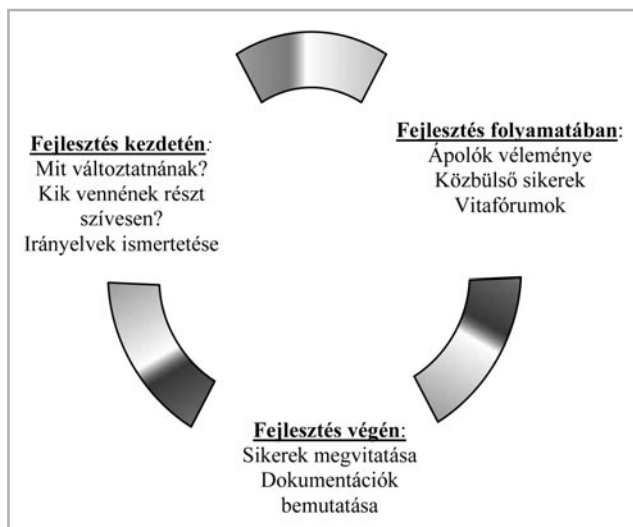 Fejlesztés kezdetén:
Mit változtatnának?
Kik vennének részt
szívesen?
Irányelvek ismertetése
Fejlesztés folyamatában:
Ápolók véleménye
Közbülső sikerek
Vitafórumok
Fejlesztés végén:
Sikerek megvitatása
Dokumentációk
bemutatása